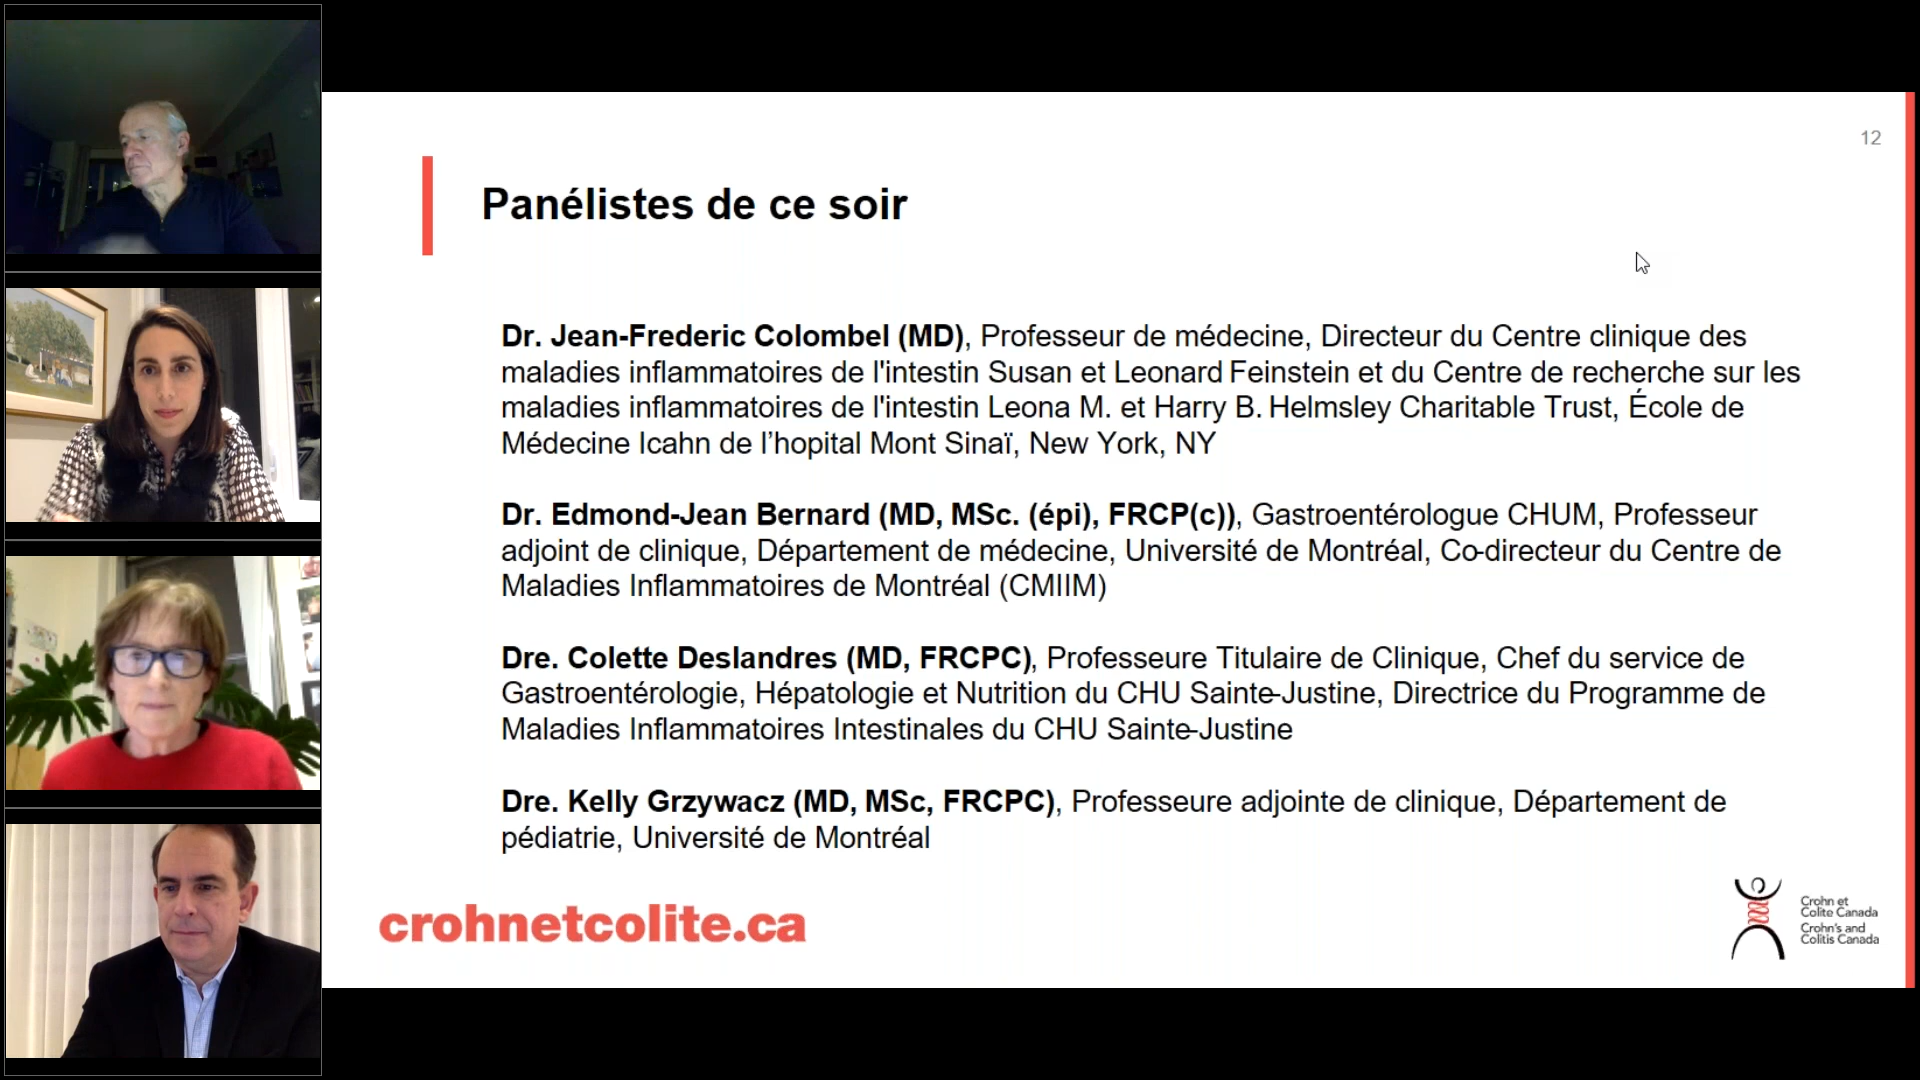 12
Panélistes de ce soir
Dr. Jean-Frederic Colombel (MD), Professeur de médecine, Directeur du Centre clinique des
maladies inflammatoires de l'intestin Susan et Leonard Feinstein et du Centre de recherche sur les
maladies inflammatoires de l'intestin Leona M. et Harry B. Helmsley Charitable Trust, École de
Médecine Icahn de l’hopital Mont Sinaï, New York, NY
Dr. Edmond-Jean Bernard (MD, MSc. (épi), FRCP(c)), Gastroentérologue CHUM, Professeur
adjoint de clinique, Département de médecine, Université de Montréal, Co-directeur du Centre de
Maladies Inflammatoires de Montréal (CMIIM)
Dre. Colette Deslandres (MD, FRCPC), Professeure Titulaire de Clinique, Chef du service de
Gastroentérologie, Hépatologie et Nutrition du CHU Sainte-Justine, Directrice du Programme de
Maladies Inflammatoires Intestinales du CHU Sainte-Justine
Dre. Kelly Grzywacz (MD, MSc, FRCPC), Professeure adjointe de clinique, Département de
pédiatrie, Université de Montréal
crohnetcolite.ca
Crohn et
Colite Canada
Crohn's and
Colitis Canada